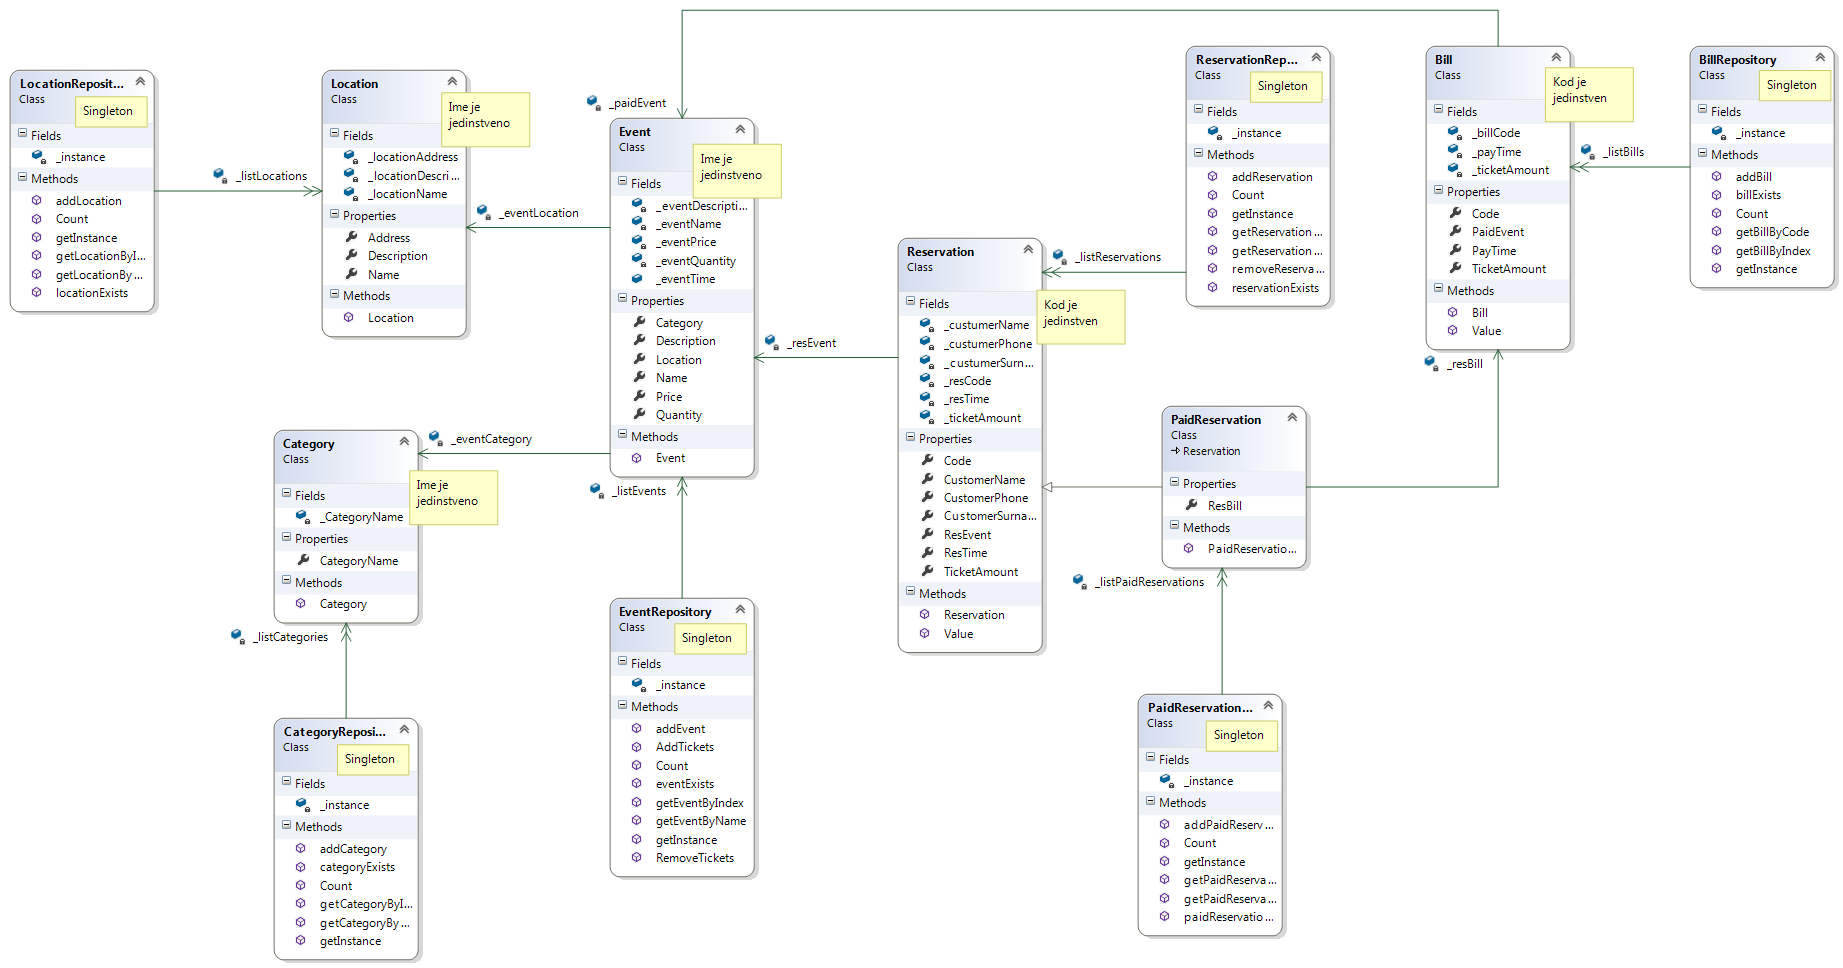 LocationReposit...
Class
Singleton
Fields
_instance
Methods
addLocation
Count
getInstance
getLocationByI...
getLocationBy...
locationExists
_listLocations
Location
Class
Ime je
jedinstveno
Fields
_locationAddress
_locationDescri...
_locationName
Properties
Address
Description
Name
Methods
Location
_eventLocation
_paidEvent
Event
Class
Ime je
jedinstveno
Fields
_eventDescripti...
_eventName
_eventPrice
_eventQuantity
_eventTime
Properties
Category
Description
Location
Name
Price
Quantity
Methods
Event
_eventCategory
_listEvents
_resEvent
Category
Class
Ime je
jedinstveno
Fields
_CategoryName
Properties
CategoryName
Methods
Category
_listCategories
CategoryReposi...
Class
Singleton
Fields
_instance
Methods
addCategory
categoryExists
Count
getCategoryByI...
getCategoryBy...
getInstance
EventRepository
Class
Singleton
Fields
_instance
Methods
addEvent
AddTickets
Count
eventExists
getEventByIndex
getEventByName
getInstance
RemoveTickets
Reservation
Class
Kod je
jedinstven
Fields
_custumerName
_custumerPhone
_custumerSurn...
_resCode
_resTime
_ticketAmount
Properties
Code
CustomerName
CustomerPhone
CustomerSurna...
ResEvent
ResTime
TicketAmount
Methods
Reservation
Value
_listReservations
ReservationRep...
Class
Singleton
Fields
_instance
Methods
addReservation
Count
getInstance
getReservation...
getReservation...
removeReserva...
reservationExists
Bill
Class
Kod je
jedinstven
Fields
_billCode
_payTime
_ticketAmount
Properties
Code
PaidEvent
PayTime
TicketAmount
Methods
Bill
Value
_resBill
_listBills
BillRepository
Class
Singleton
Fields
_instance
Methods
addBill
billExists
Count
getBillByCode
getBillByIndex
getInstance
PaidReservation
Class
Reservation
Properties
ResBill
Methods
PaidReservatio...
_listPaidReservations
PaidReservation...
Class
Singleton
Fields
_instance
Methods
addPaidReserv...
Count
getInstance
getPaidReserva...
getPaidReserva...
paidReservatio...